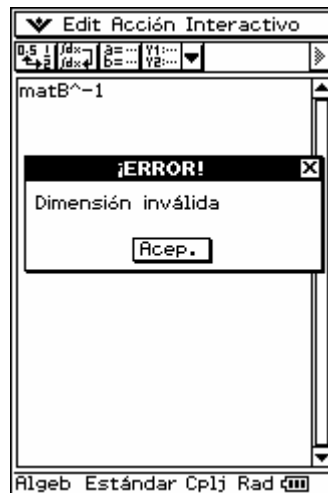 Edit Acción Interactivo
matB^-1
¡ERROR!
Dimensión inválida
Acep.
Algeb Estándar Cplj Rad